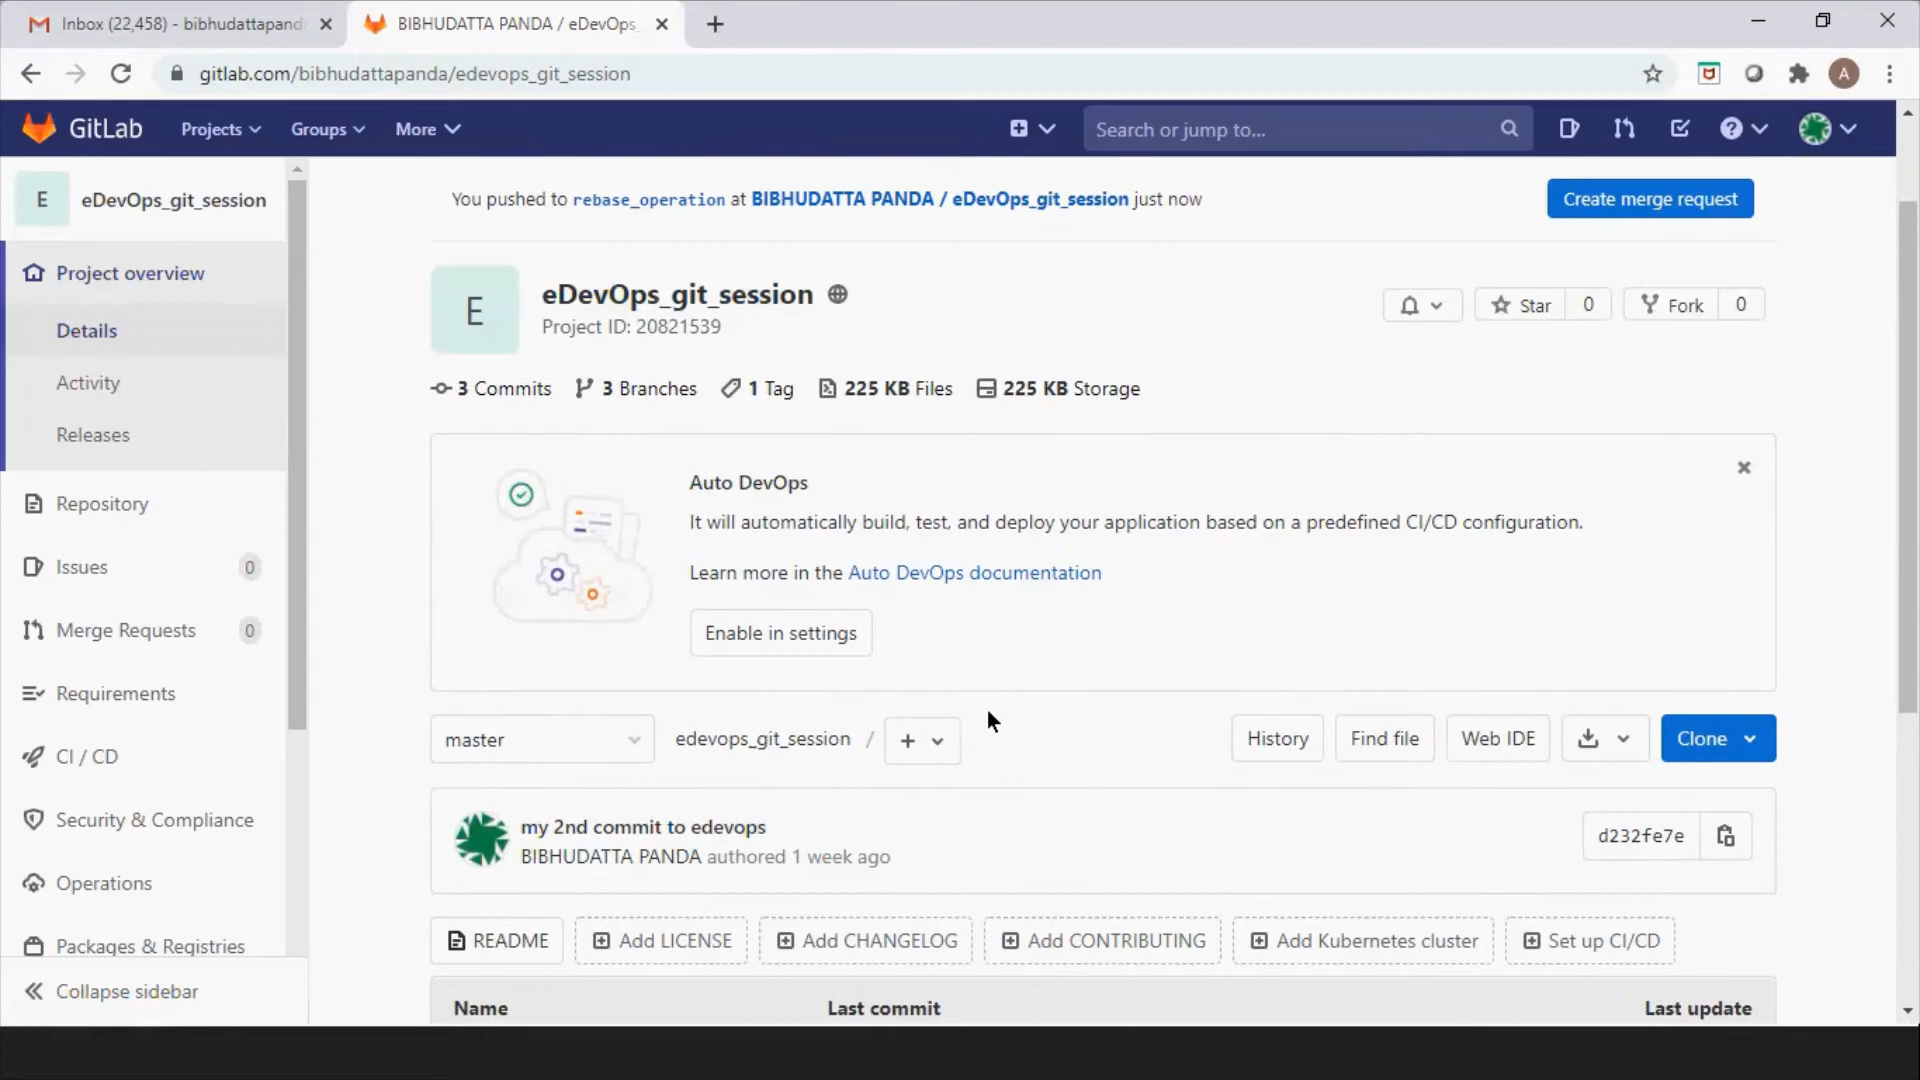 Inbox (22,458) - bibhudattapand
BIBHUDATTA PANDA / eDevOps_
gitlab.com/bibhudattapanda/edevops_git_session
A
GitLab
Projects
Groups
More
Search or jump to...
E
eDevOps_git_session
Project overview
Details
Activity
Releases
Repository
Issues 0
Merge Requests 0
Requirements
CI / CD
Security & Compliance
Operations
Packages & Registries
Collapse sidebar
You pushed to rebase_operation at BIBHUDATTA PANDA / eDevOps_git_session just now
Create merge request
E
eDevOps_git_session
Project ID: 20821539
Star 0
Fork 0
3 Commits 3 Branches 1 Tag 225 KB Files 225 KB Storage
Auto DevOps
It will automatically build, test, and deploy your application based on a predefined CI/CD configuration.
Learn more in the Auto DevOps documentation
Enable in settings
master
edevops_git_session / +
History
Find file
Web IDE
Clone
my 2nd commit to edevops
BIBHUDATTA PANDA authored 1 week ago
d232fe7e
README
Add LICENSE
Add CHANGELOG
Add CONTRIBUTING
Add Kubernetes cluster
Set up CI/CD
Name Last commit Last update